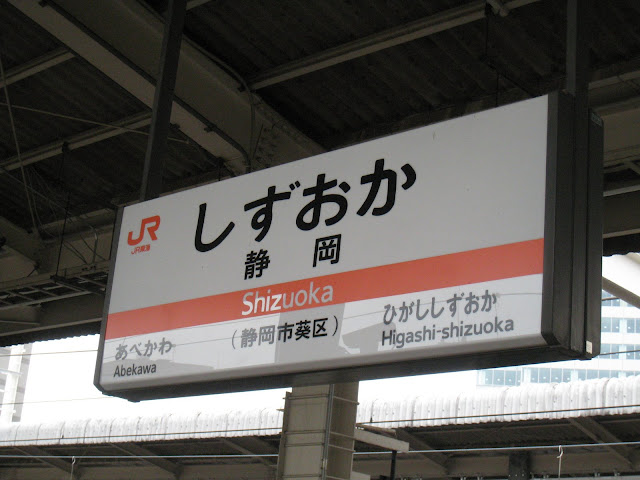 JR
JR東海
しずおか
静岡
Shizuoka
(静岡市葵区)
あべかわ
Abekawa
ひがししずおか
Higashi-shizuoka